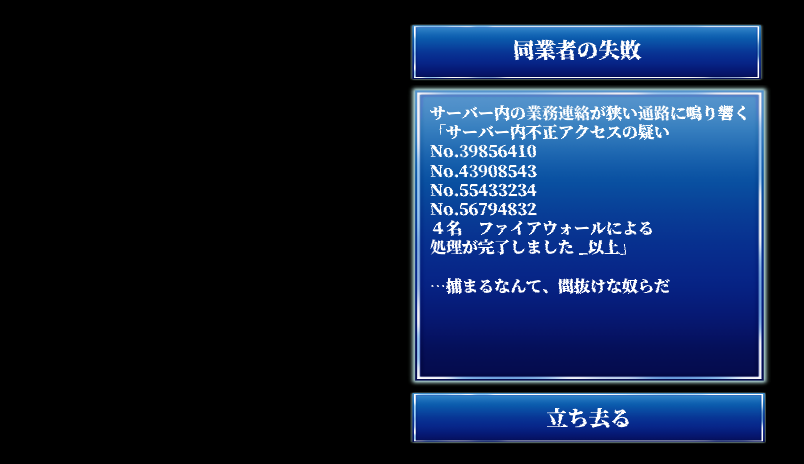 同業者の失敗
サーバー内の業務連絡が狭い通路に鳴り響く
「サーバー内不正アクセスの疑い
No.39856410
No.43908543
No.55433234
No.56794832
４名　ファイアウォールによる
処理が完了しました _以上」
…捕まるなんて、間抜けな奴らだ
立ち去る